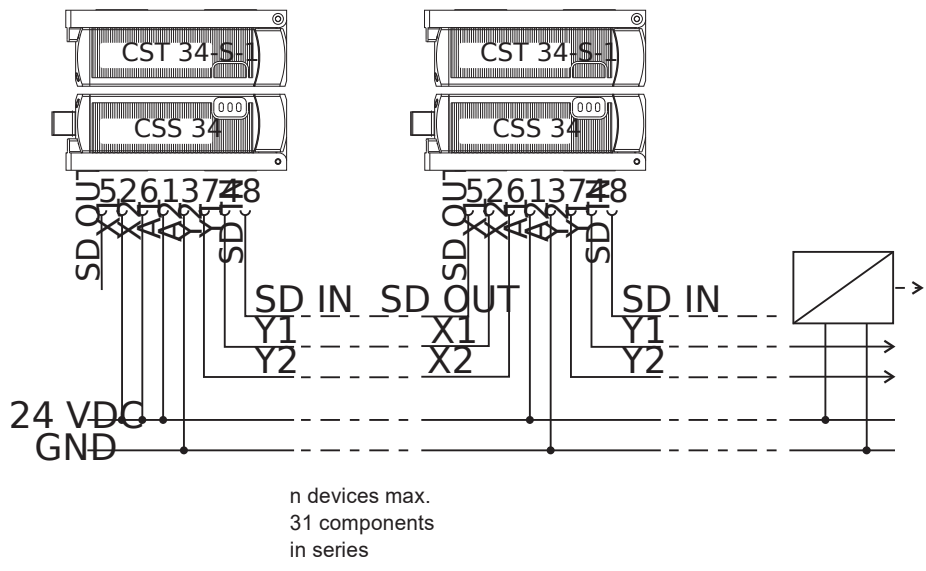 CST 34-S-1 CST 34-S-1
CSS 34 CSS 34
5 2 6 1 3 7 4 8 5 2 6 1 3 7 4 8
SD OUT X1 X2 A1 A2 Y2 Y1 SD IN SD OUT X1 X2 A1 A2 Y2 Y1 SD IN
SD IN SD OUT SD IN
Y1 X1 Y1
Y2 X2 Y2
24 VDC
GND
n devices max.
31 components
in series